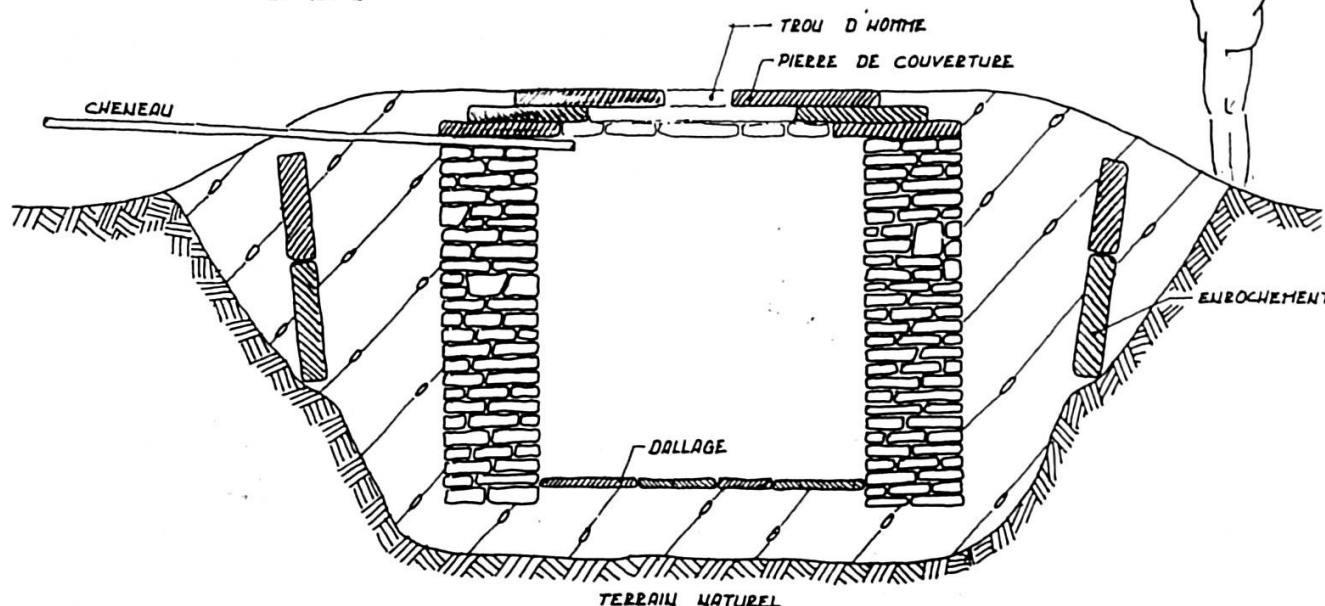 TROU D'HOMME
PIERRE DE COUVERTURE
CHENEAU
ENROCHEMENT
DALLAGE
TERRAIN NATUREL